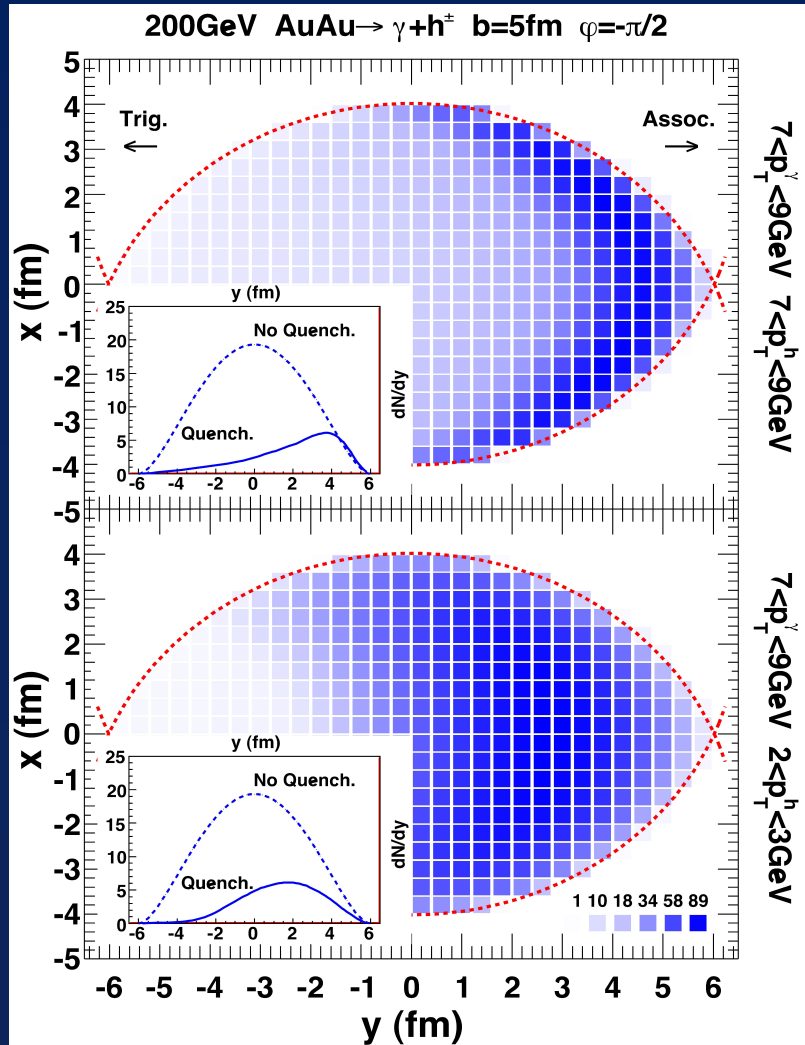 200GeV AuAu→ γ+h± b=5fm φ=-π/2
5
4
3
2
1
0
-1
-2
-3
-4
-5
x (fm)
Trig.
←
Assoc.
→
7<p_T^γ<9GeV 7<p_T^h<9GeV
y (fm)
25
20
15
10
5
0
No Quench.
Quench.
-6 -4 -2 0 2 4 6
dN/dy
4
3
2
1
0
-1
-2
-3
-4
-5
x (fm)
7<p_T^γ<9GeV 2<p_T^h<3GeV
y (fm)
25
20
15
10
5
0
No Quench.
Quench.
-6 -4 -2 0 2 4 6
dN/dy
1 10 18 34 58 89
-6 -5 -4 -3 -2 -1 0 1 2 3 4 5 6
y (fm)